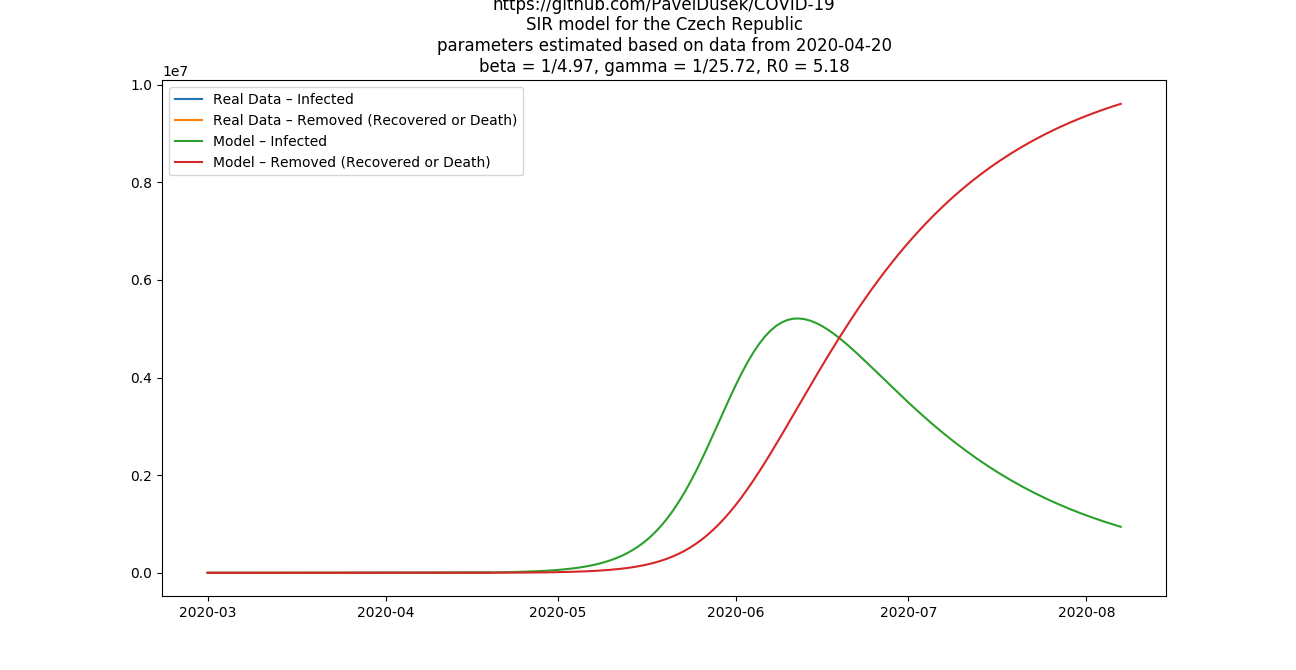 https://github.com/PavelDusek/COVID-19
SIR model for the Czech Republic
parameters estimated based on data from 2020-04-20
beta = 1/4.97, gamma = 1/25.72, R0 = 5.18
1e7
1.0
0.8
0.6
0.4
0.2
0.0
Real Data – Infected
Real Data – Removed (Recovered or Death)
Model – Infected
Model – Removed (Recovered or Death)
2020-03 2020-04 2020-05 2020-06 2020-07 2020-08